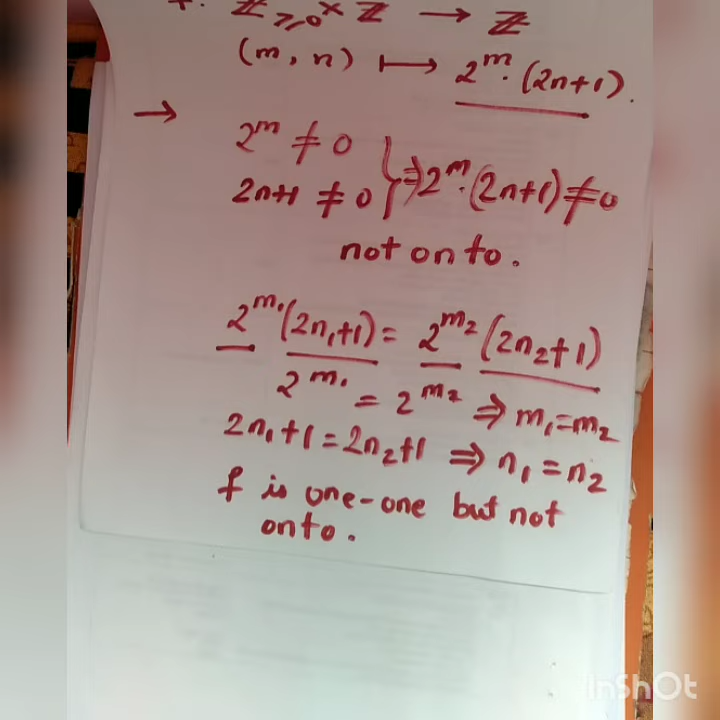 f: ℤ≥0 × ℤ → ℤ
(m, n) ↦ 2^m · (2n+1).
→
2^m ≠ 0
2n+1 ≠ 0 } ⇒ 2^m · (2n+1) ≠ 0
not onto.
2^m₁ (2n₁+1) = 2^m₂ (2n₂+1)
2^m₁ = 2^m₂ ⇒ m₁=m₂
2n₁+1 = 2n₂+1 ⇒ n₁ = n₂
f is one-one but not
onto.
InShOt